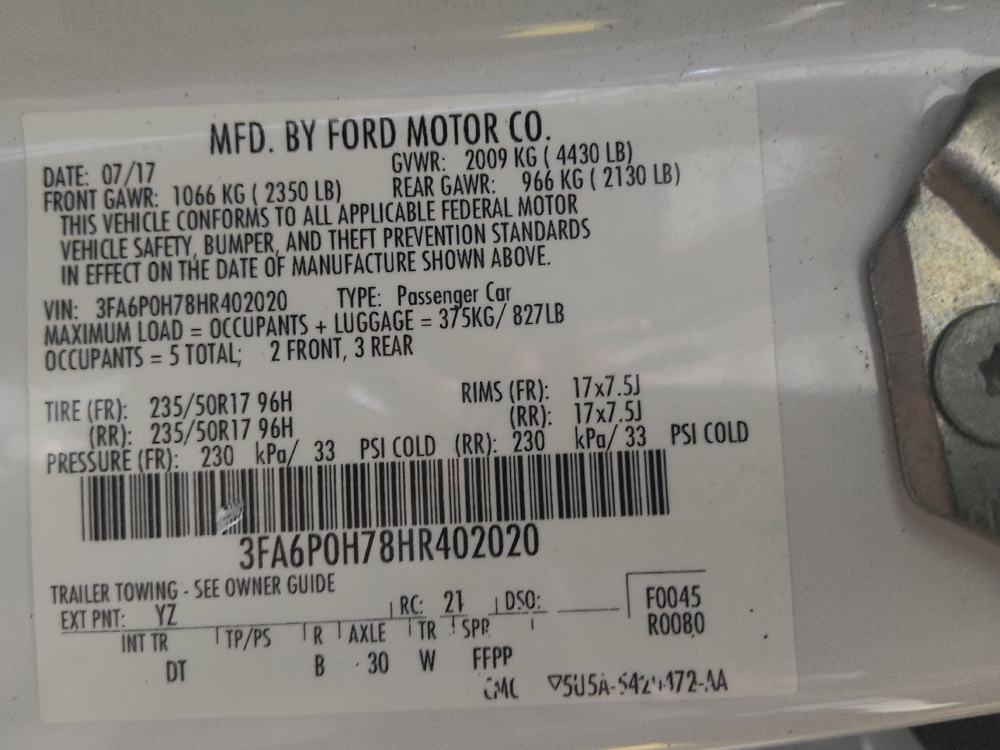 MFD. BY FORD MOTOR CO.
DATE: 07/17 GVWR: 2009 KG ( 4430 LB)
FRONT GAWR: 1066 KG ( 2350 LB) REAR GAWR: 966 KG ( 2130 LB)
THIS VEHICLE CONFORMS TO ALL APPLICABLE FEDERAL MOTOR
VEHICLE SAFETY, BUMPER, AND THEFT PREVENTION STANDARDS
IN EFFECT ON THE DATE OF MANUFACTURE SHOWN ABOVE.
VIN: 3FA6P0H78HR402020 TYPE: Passenger Car
MAXIMUM LOAD = OCCUPANTS + LUGGAGE = 375KG/ 827LB
OCCUPANTS = 5 TOTAL; 2 FRONT, 3 REAR
TIRE (FR): 235/50R17 96H RIMS (FR): 17x7.5J
(RR): 235/50R17 96H (RR): 17x7.5J
PRESSURE (FR): 230 kPa/ 33 PSI COLD (RR): 230 kPa/ 33 PSI COLD
3FA6P0H78HR402020
TRAILER TOWING - SEE OWNER GUIDE
EXT PNT: YZ RC: 21 DSO: F0045
INT TR TP/PS R AXLE TR SPR R0080
DT B 30 W FFPP